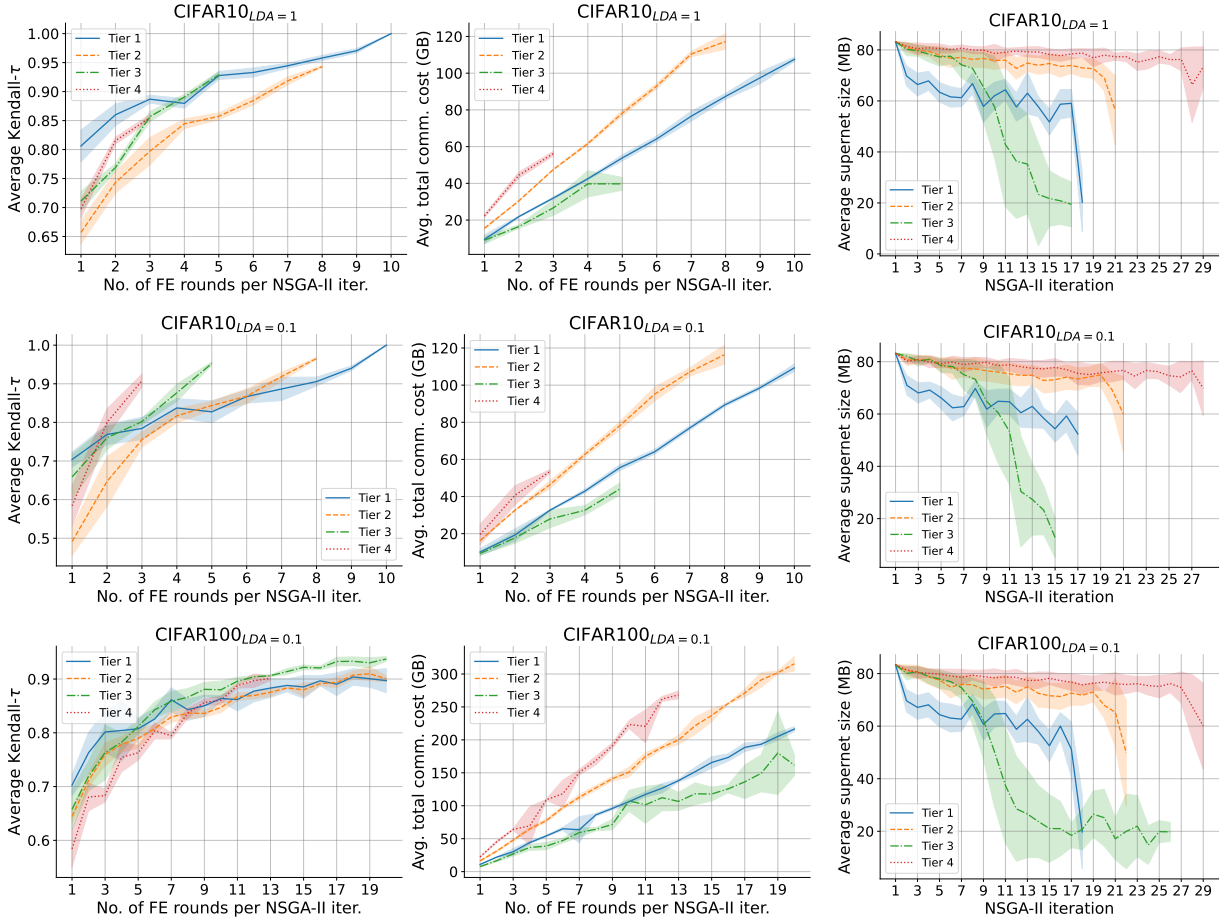 CIFAR10LDA = 1
Average Kendall-τ
1.00
0.95
0.90
0.85
0.80
0.75
0.70
0.65
Tier 1
Tier 2
Tier 3
Tier 4
1 2 3 4 5 6 7 8 9 10
No. of FE rounds per NSGA-II iter.
CIFAR10LDA = 1
Avg. total comm. cost (GB)
120
100
80
60
40
20
Tier 1
Tier 2
Tier 3
Tier 4
1 2 3 4 5 6 7 8 9 10
No. of FE rounds per NSGA-II iter.
CIFAR10LDA = 1
Average supernet size (MB)
80
60
40
20
0
Tier 1
Tier 2
Tier 3
Tier 4
1 3 5 7 9 11 13 15 17 19 21 23 25 27 29
NSGA-II iteration
CIFAR10LDA = 0.1
Average Kendall-τ
1.0
0.9
0.8
0.7
0.6
0.5
Tier 1
Tier 2
Tier 3
Tier 4
1 2 3 4 5 6 7 8 9 10
No. of FE rounds per NSGA-II iter.
CIFAR10LDA = 0.1
Avg. total comm. cost (GB)
120
100
80
60
40
20
Tier 1
Tier 2
Tier 3
Tier 4
1 2 3 4 5 6 7 8 9 10
No. of FE rounds per NSGA-II iter.
CIFAR10LDA = 0.1
Average supernet size (MB)
80
60
40
20
Tier 1
Tier 2
Tier 3
Tier 4
1 3 5 7 9 11 13 15 17 19 21 23 25 27
NSGA-II iteration
CIFAR100LDA = 0.1
Average Kendall-τ
0.9
0.8
0.7
0.6
Tier 1
Tier 2
Tier 3
Tier 4
1 3 5 7 9 11 13 15 17 19
No. of FE rounds per NSGA-II iter.
CIFAR100LDA = 0.1
Avg. total comm. cost (GB)
300
250
200
150
100
50
0
Tier 1
Tier 2
Tier 3
Tier 4
1 3 5 7 9 11 13 15 17 19
No. of FE rounds per NSGA-II iter.
CIFAR100LDA = 0.1
Average supernet size (MB)
80
60
40
20
Tier 1
Tier 2
Tier 3
Tier 4
1 3 5 7 9 11 13 15 17 19 21 23 25 27 29
NSGA-II iteration